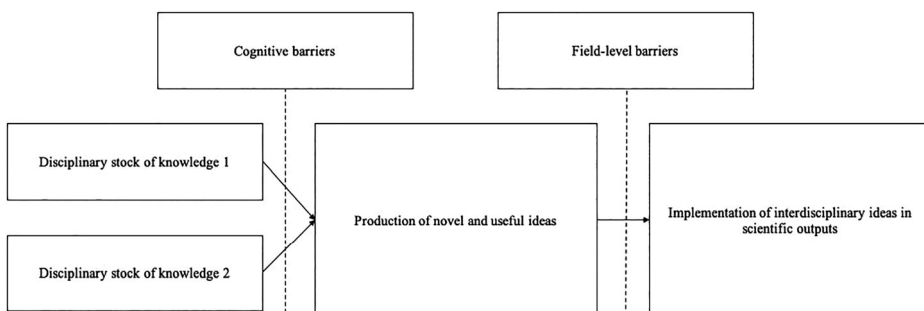 Cognitive barriers
Field-level barriers
Disciplinary stock of knowledge 1
Production of novel and useful ideas
Implementation of interdisciplinary ideas in
scientific outputs
Disciplinary stock of knowledge 2